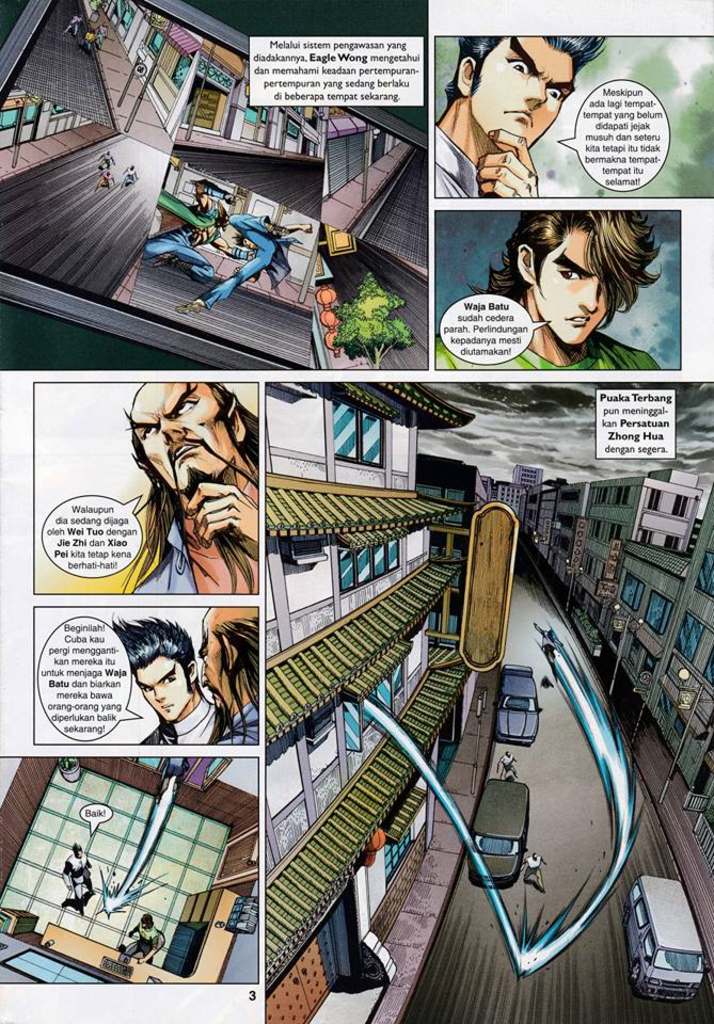 Melalui sistem pengawasan yang
diadakannya, Eagle Wong mengetahui
dan memahami keadaan pertempuran-
pertempuran yang sedang berlaku
di beberapa tempat sekarang.
Meskipun
ada lagi tempat-
tempat yang belum
didapati jejak
musuh dan seteru
kita tetapi itu tidak
bermakna tempat-
tempat itu
selamat!
Waja Batu
sudah cedera
parah. Perlindungan
kepadanya mesti
diutamakan!
Walaupun
dia sedang dijaga
oleh Wei Tuo dengan
Jie Zhi dan Xiao
Pei kita tetap kena
berhati-hati!
Beginilah!
Cuba kau
pergi menggganti-
kan mereka itu
untuk menjaga Waja
Batu dan biarkan
mereka bawa
orang-orang yang
diperlukan balik
sekarang!
Baik!
Puaka Terbang
pun meninggal-
kan Persatuan
Zhong Hua
dengan segera.
3